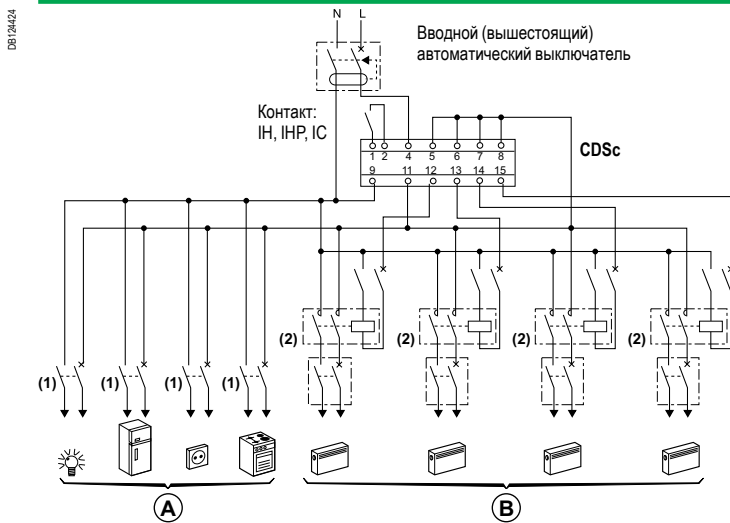 DB124424
N L
Вводной (вышестоящий)
автоматический выключатель
Контакт:
IH, IHP, IC
1 2 4 5 6 7 8
9 11 12 13 14 15
CDSc
(2) (2) (2) (2)
(1) (1) (1) (1)
A B